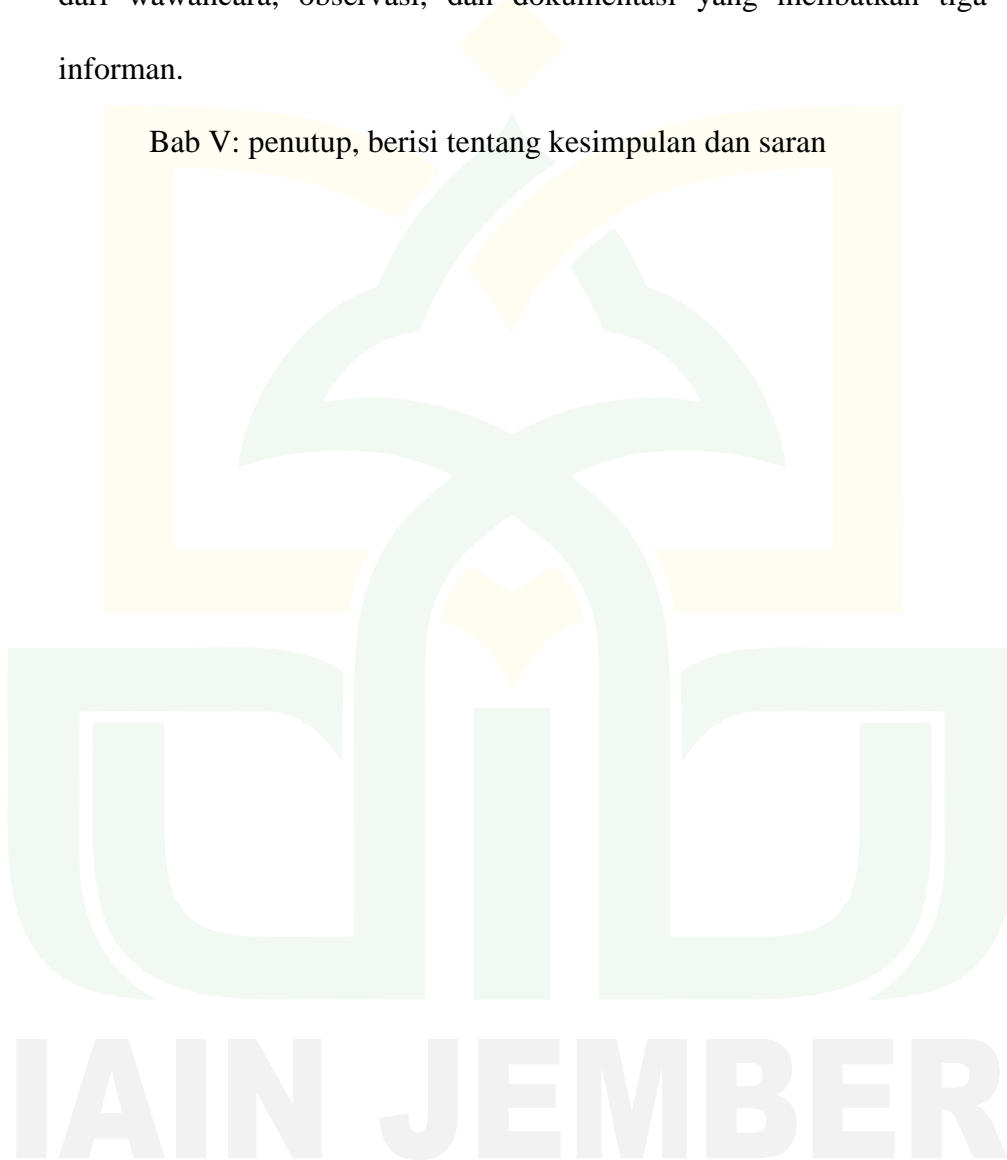 dari wawancara, observasi, dan dokumentasi yang melibatkan tiga
informan.
Bab V: penutup, berisi tentang kesimpulan dan saran
IAIN JEMBER